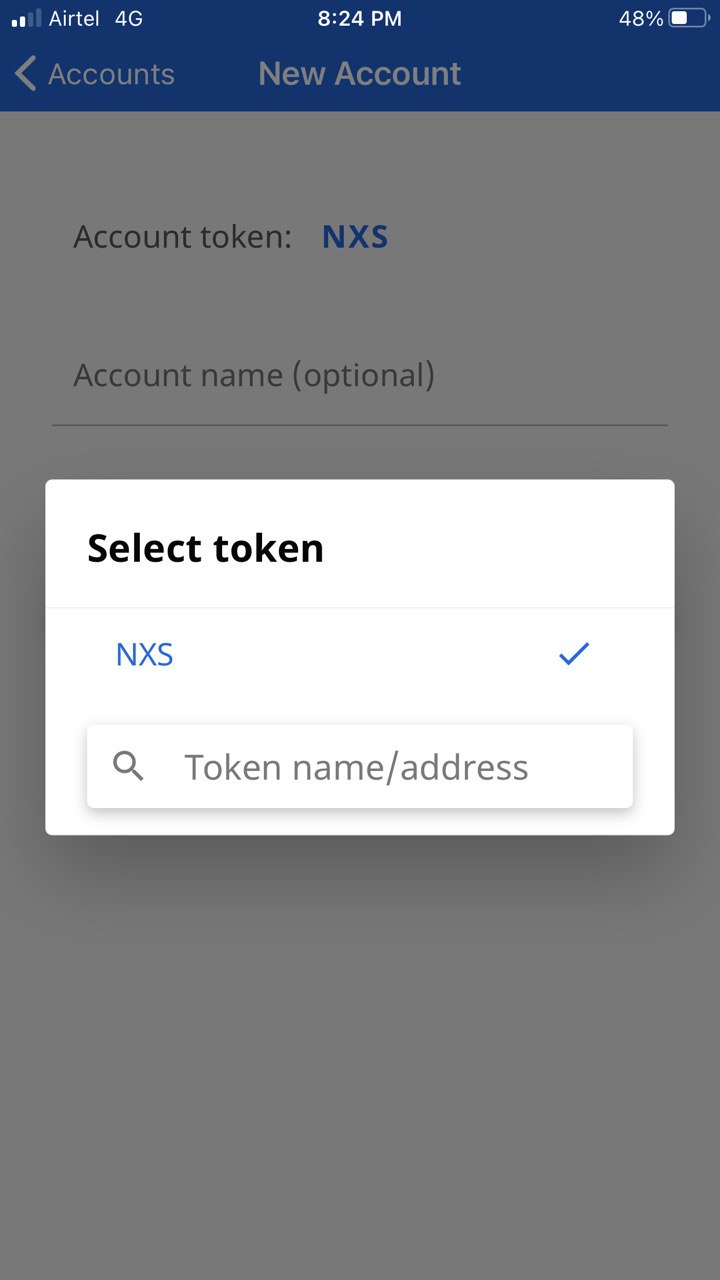 Airtel 4G 8:24 PM 48%
Accounts New Account
Account token: NXS
Account name (optional)
Select token
NXS
Token name/address